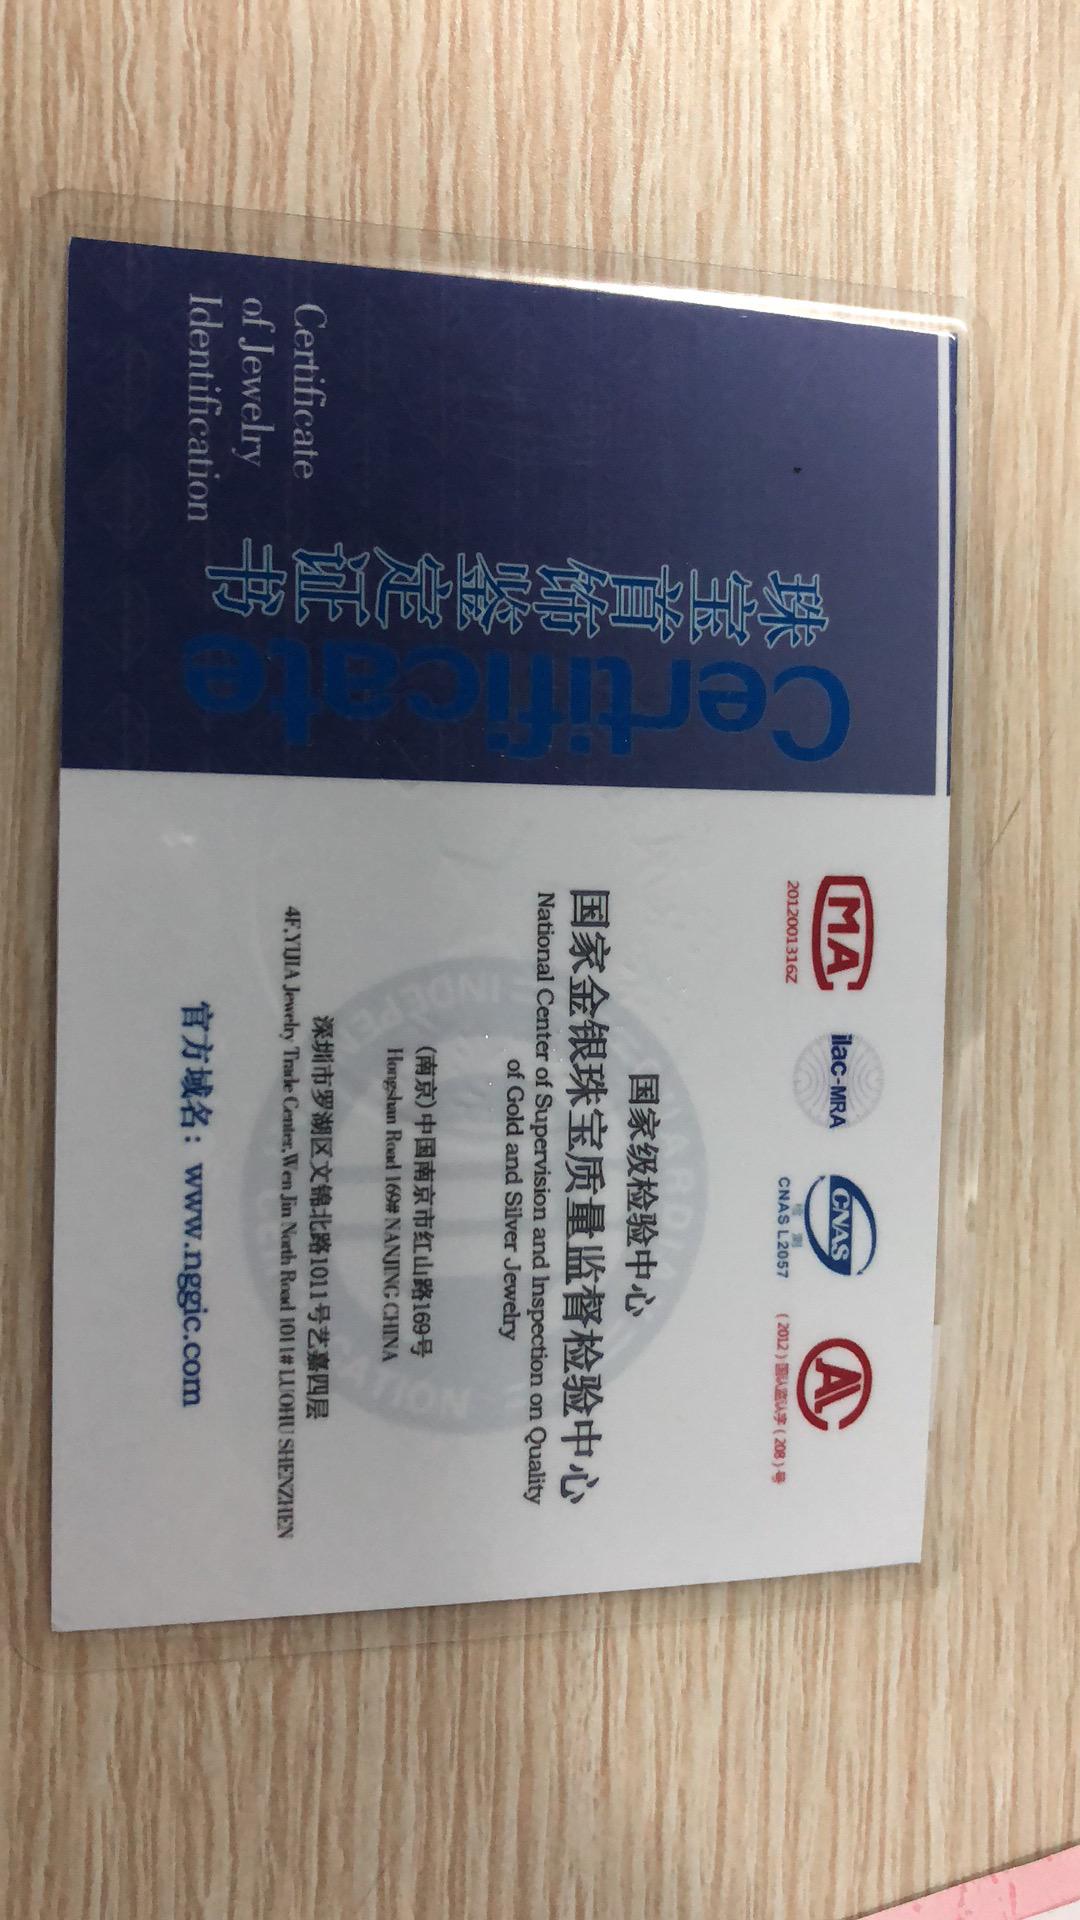 Certificate
of Jewelry
Identification
珠宝首饰鉴定证书
Certificate
MA
2012001316Z
ilac-MRA
CNAS
检测
CNAS L2057
AL
（2012）国认监认字（208）号
国家级检验中心
国家金银珠宝质量监督检验中心
National Center of Supervision and Inspection on Quality
of Gold and Silver Jewelry
(南京) 中国南京市红山路169号
Hongshan Road 169# NANJING CHINA
深圳市罗湖区文锦北路1011号艺嘉四层
4F,YIJIA Jewelry Trade Center,Wen Jin North Road 1011# LUOHU SHENZHEN
官方域名：www.nggic.com